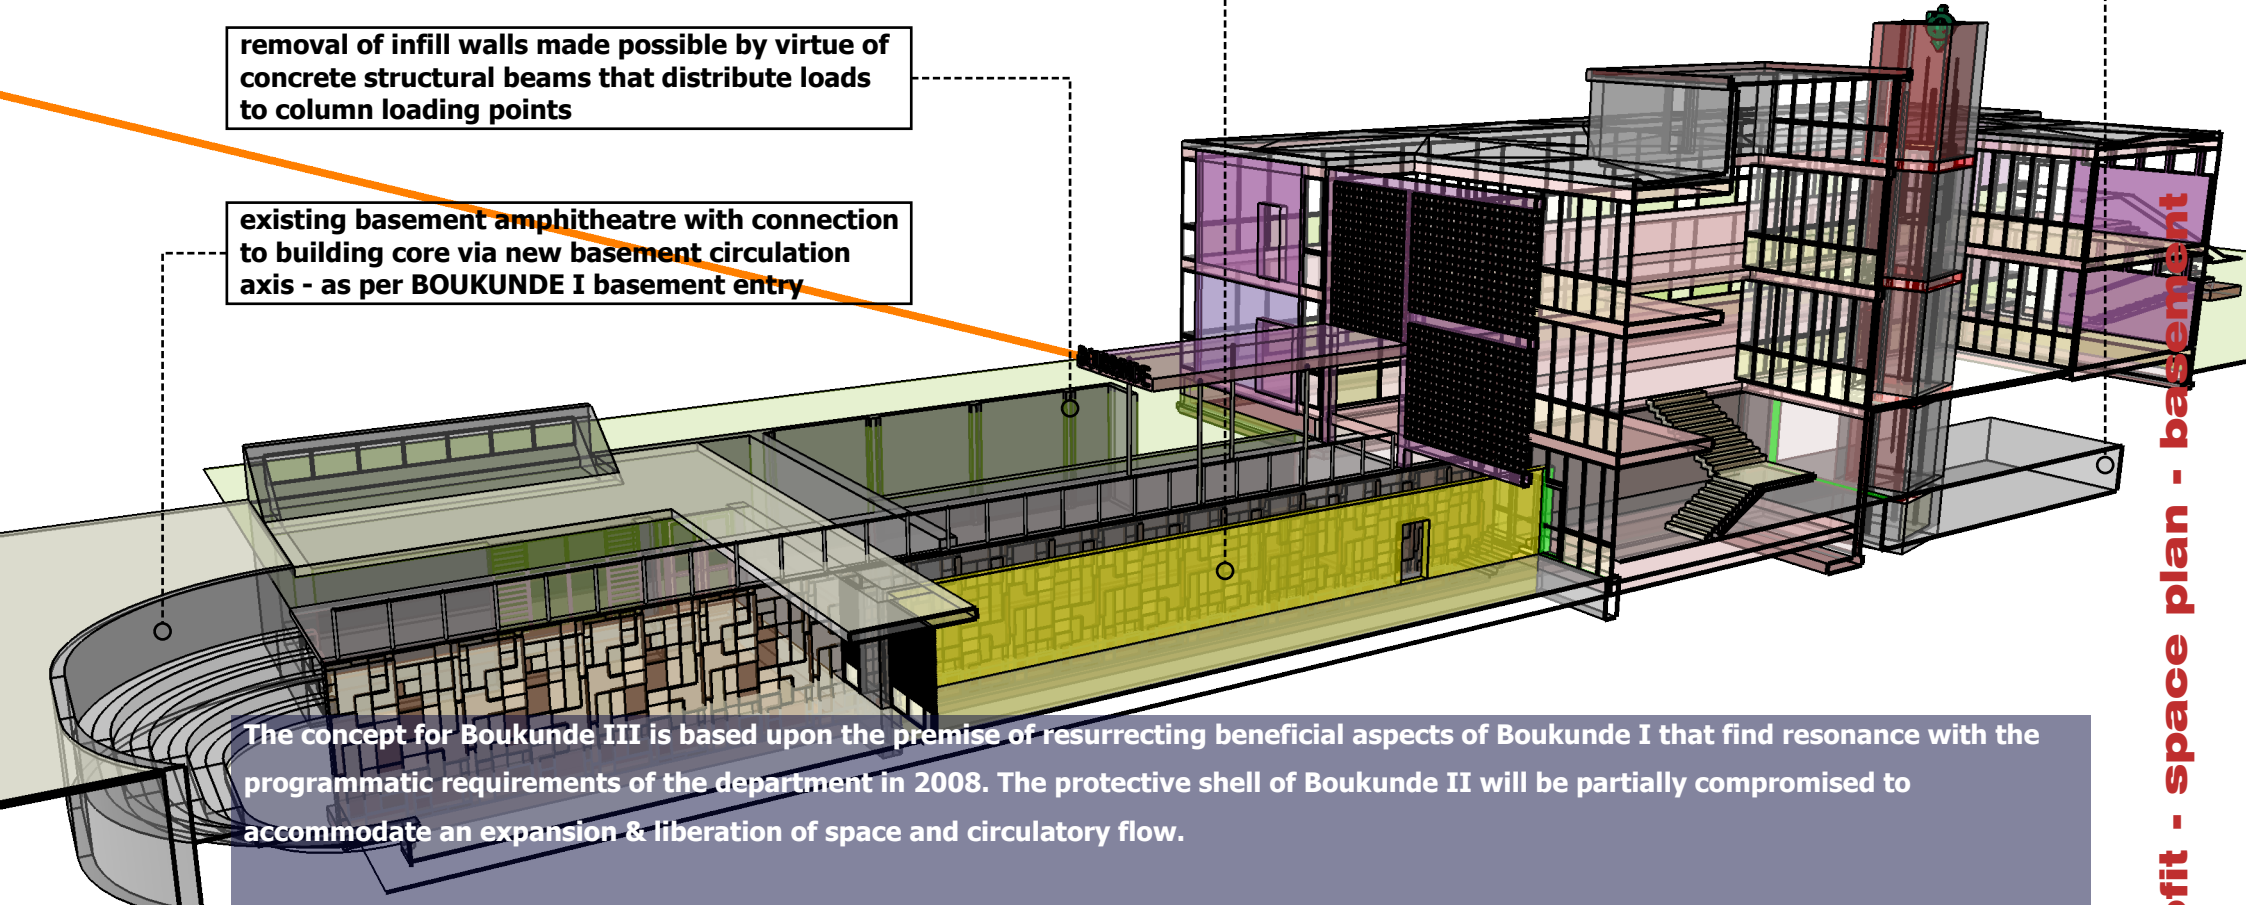 removal of infill walls made possible by virtue of
concrete structural beams that distribute loads
to column loading points
existing basement amphitheatre with connection
to building core via new basement circulation
axis - as per BOUKUNDE I basement entry
BOUKUNDE
The concept for Boukunde III is based upon the premise of resurrecting beneficial aspects of Boukunde I that find resonance with the
programmatic requirements of the department in 2008. The protective shell of Boukunde II will be partially compromised to
accommodate an expansion & liberation of space and circulatory flow.
fit - space plan - basement